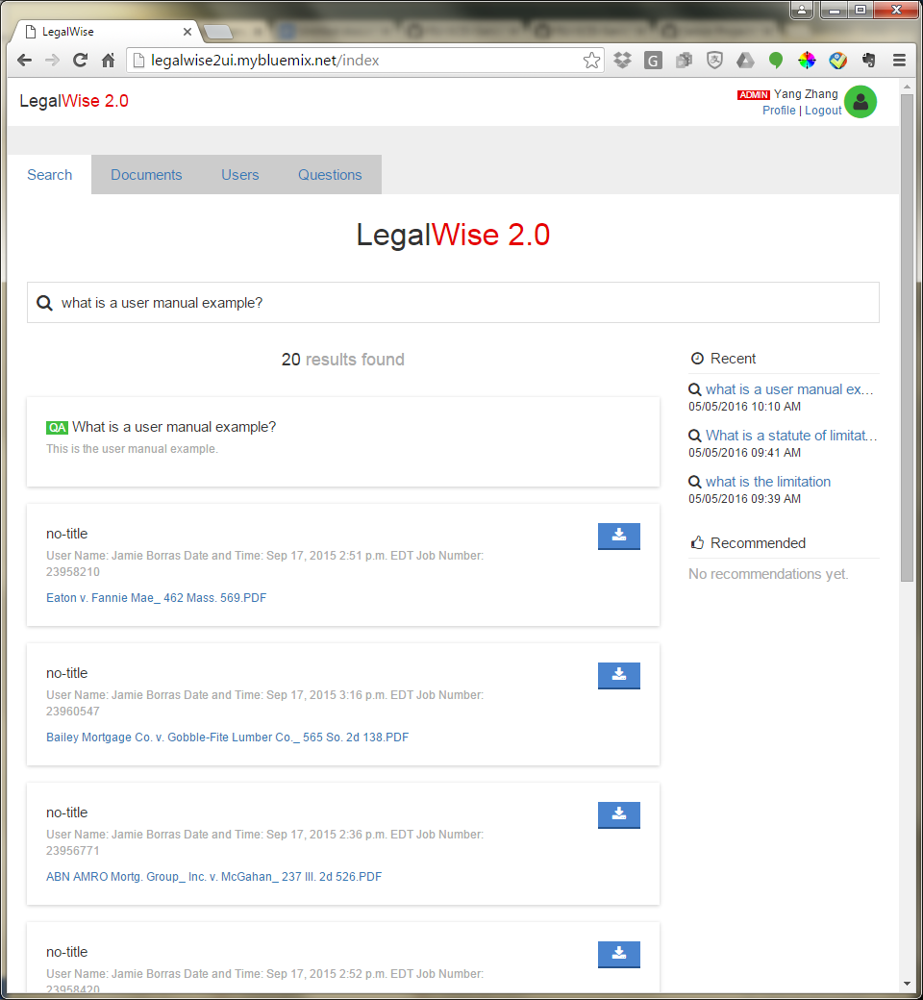 LegalWise
legalwise2ui.mybluemix.net/index
G
LegalWise 2.0
ADMIN Yang Zhang
Profile | Logout
Search
Documents
Users
Questions
LegalWise 2.0
what is a user manual example?
20 results found
QA What is a user manual example?
This is the user manual example.
no-title
User Name: Jamie Borras Date and Time: Sep 17, 2015 2:51 p.m. EDT Job Number:
23958210
Eaton v. Fannie Mae_ 462 Mass. 569.PDF
no-title
User Name: Jamie Borras Date and Time: Sep 17, 2015 3:16 p.m. EDT Job Number:
23960547
Bailey Mortgage Co. v. Gobble-Fite Lumber Co._ 565 So. 2d 138.PDF
no-title
User Name: Jamie Borras Date and Time: Sep 17, 2015 2:36 p.m. EDT Job Number:
23956771
ABN AMRO Mortg. Group_ Inc. v. McGahan_ 237 Ill. 2d 526.PDF
no-title
User Name: Jamie Borras Date and Time: Sep 17, 2015 2:52 p.m. EDT Job Number:
23958420
Recent
what is a user manual ex...
05/05/2016 10:10 AM
What is a statute of limitat...
05/05/2016 09:41 AM
what is the limitation
05/05/2016 09:39 AM
Recommended
No recommendations yet.